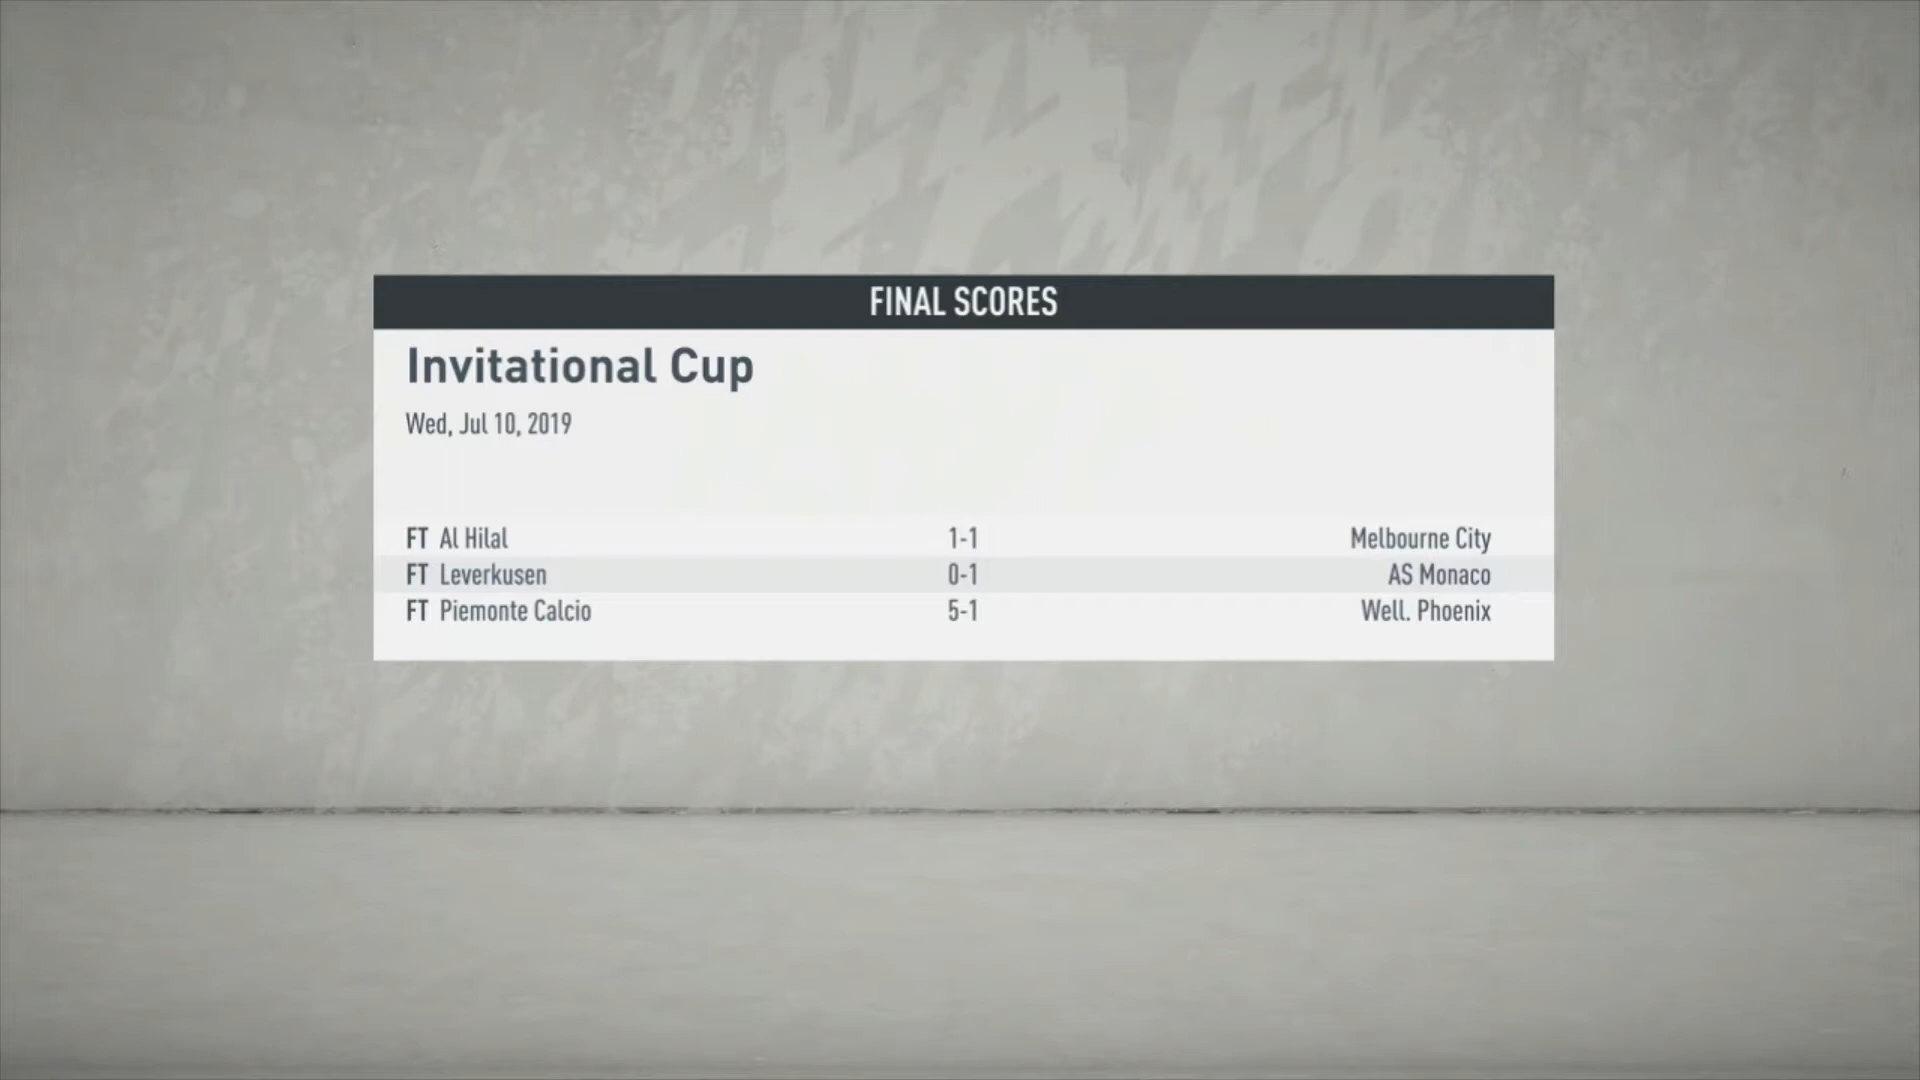 FINAL SCORES
Invitational Cup
Wed, Jul 10, 2019
FT Al Hilal 1-1 Melbourne City
FT Leverkusen 0-1 AS Monaco
FT Piemonte Calcio 5-1 Well. Phoenix